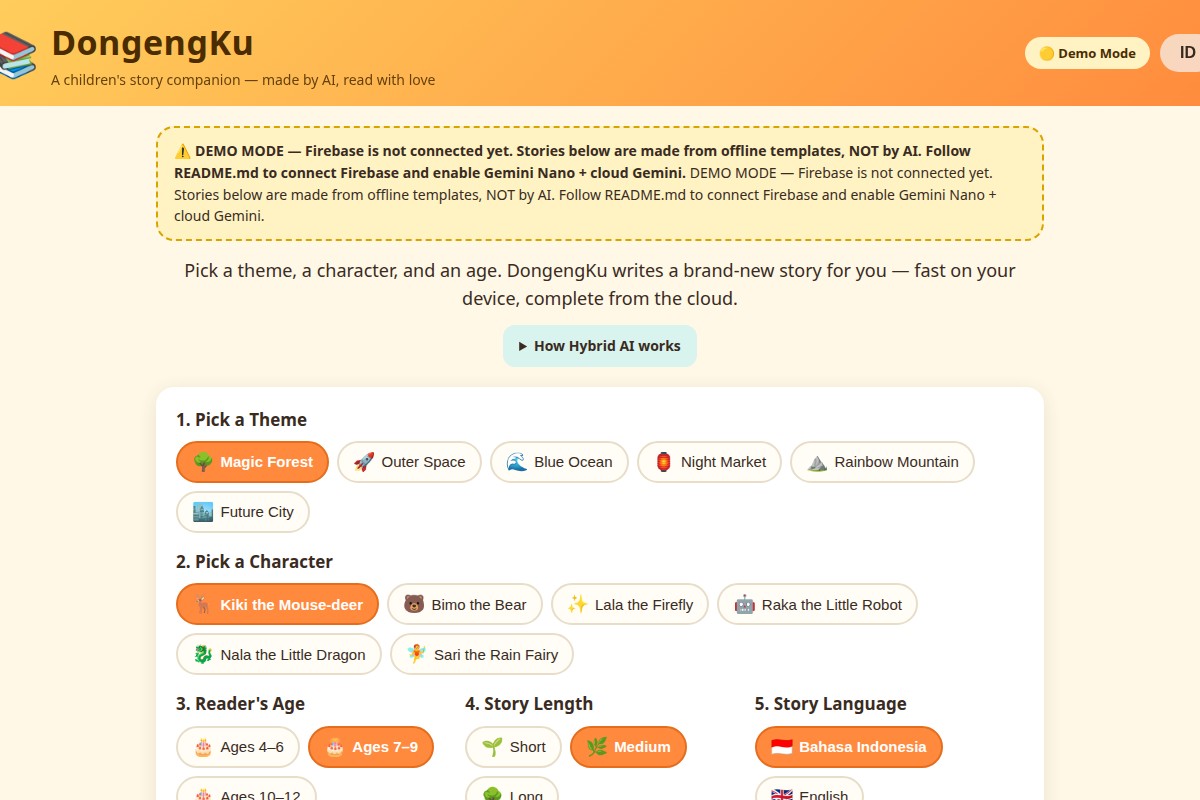 DongengKu
A children's story companion — made by AI, read with love
Demo Mode
ID
DEMO MODE — Firebase is not connected yet. Stories below are made from offline templates, NOT by AI. Follow
README.md to connect Firebase and enable Gemini Nano + cloud Gemini. DEMO MODE — Firebase is not connected yet.
Stories below are made from offline templates, NOT by AI. Follow README.md to connect Firebase and enable Gemini Nano +
cloud Gemini.
Pick a theme, a character, and an age. DongengKu writes a brand-new story for you — fast on your
device, complete from the cloud.
How Hybrid AI works
1. Pick a Theme
Magic Forest
Outer Space
Blue Ocean
Night Market
Rainbow Mountain
Future City
2. Pick a Character
Kiki the Mouse-deer
Bimo the Bear
Lala the Firefly
Raka the Little Robot
Nala the Little Dragon
Sari the Rain Fairy
3. Reader's Age
Ages 4–6
Ages 7–9
Ages 10–12
4. Story Length
Short
Medium
Long
5. Story Language
Bahasa Indonesia
English